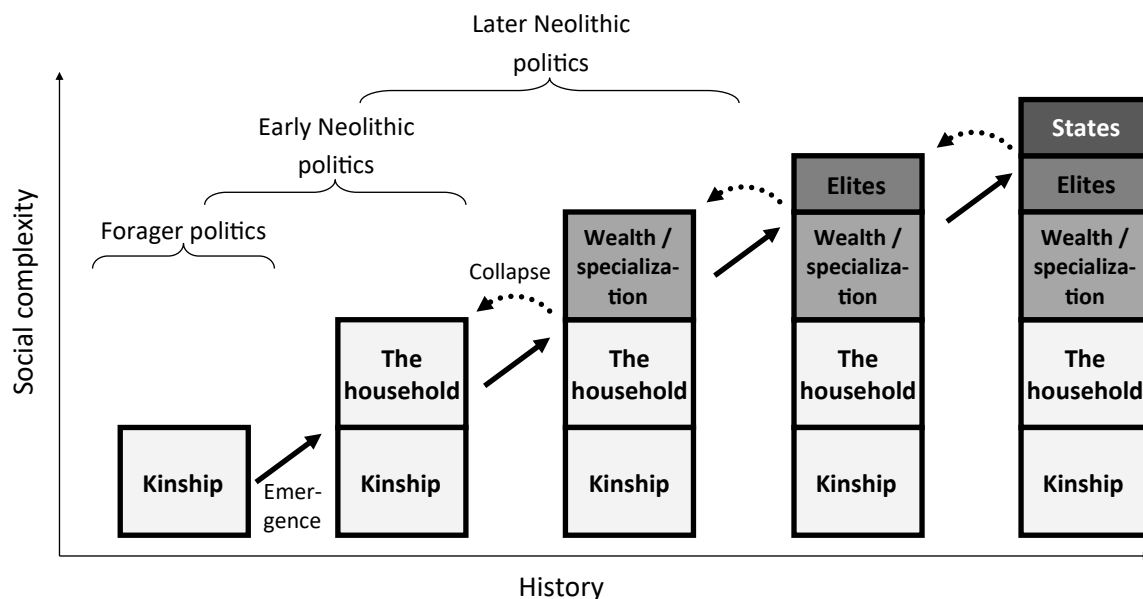 Later Neolithic
politics
Early Neolithic
politics
Forager politics
Social complexity
Collapse
Emer-
gence
Kinship
The
household
Kinship
Wealth /
specializa-
tion
The
household
Kinship
Elites
Wealth /
specializa-
tion
The
household
Kinship
States
Elites
Wealth /
specializa-
tion
The
household
Kinship
History